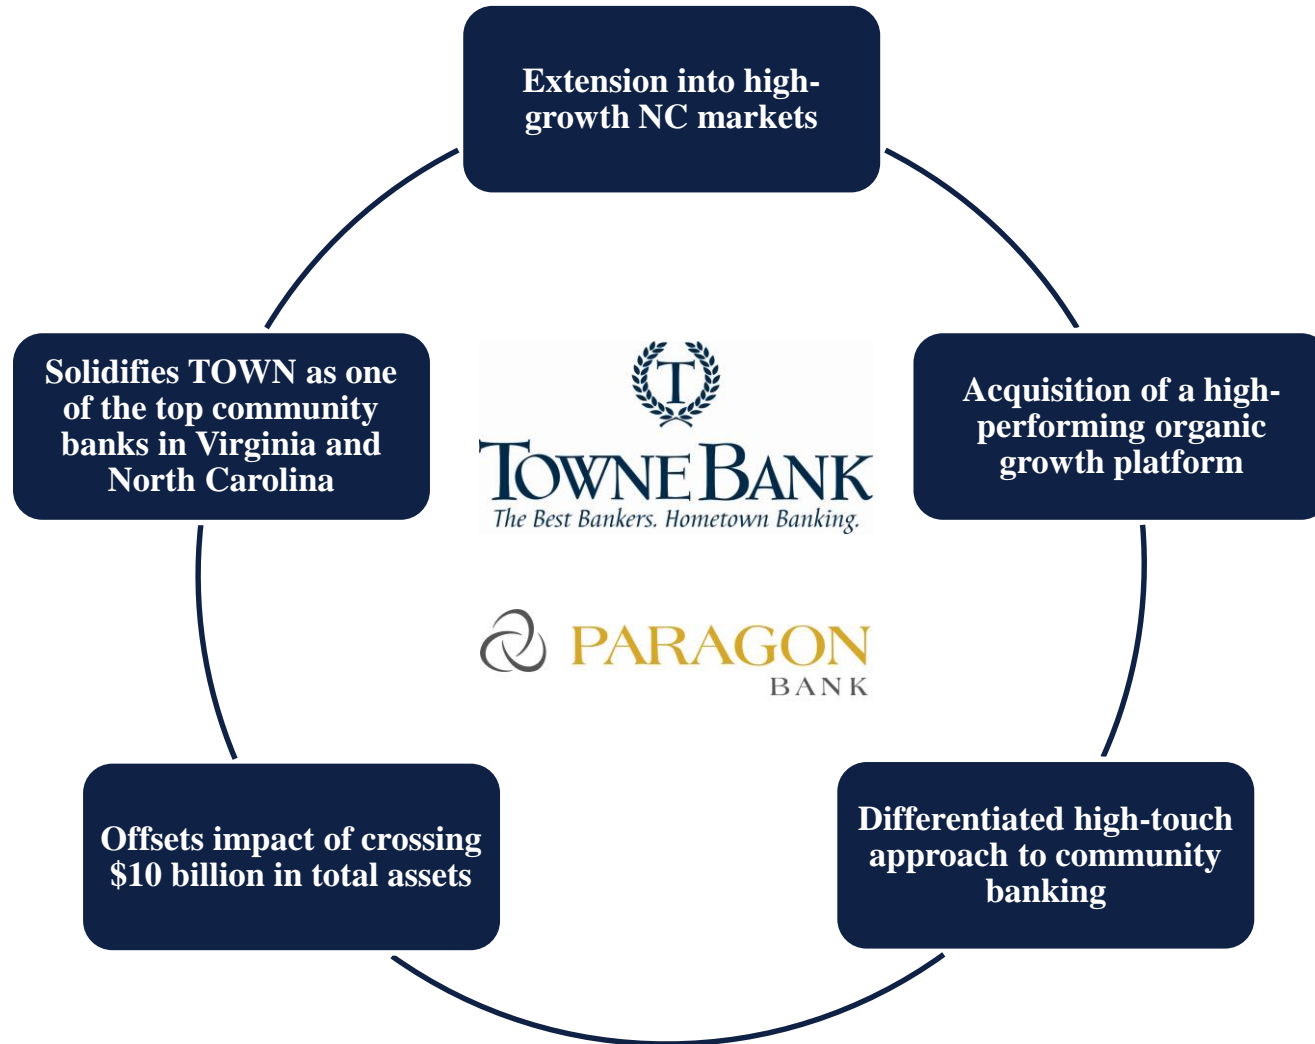 Extension into high-
growth NC markets
Solidifies TOWN as one
of the top community
banks in Virginia and
North Carolina
T
TOWNEBANK
The Best Bankers. Hometown Banking.
Acquisition of a high-
performing organic
growth platform
PARAGON
BANK
Offsets impact of crossing
$10 billion in total assets
Differentiated high-touch
approach to community
banking